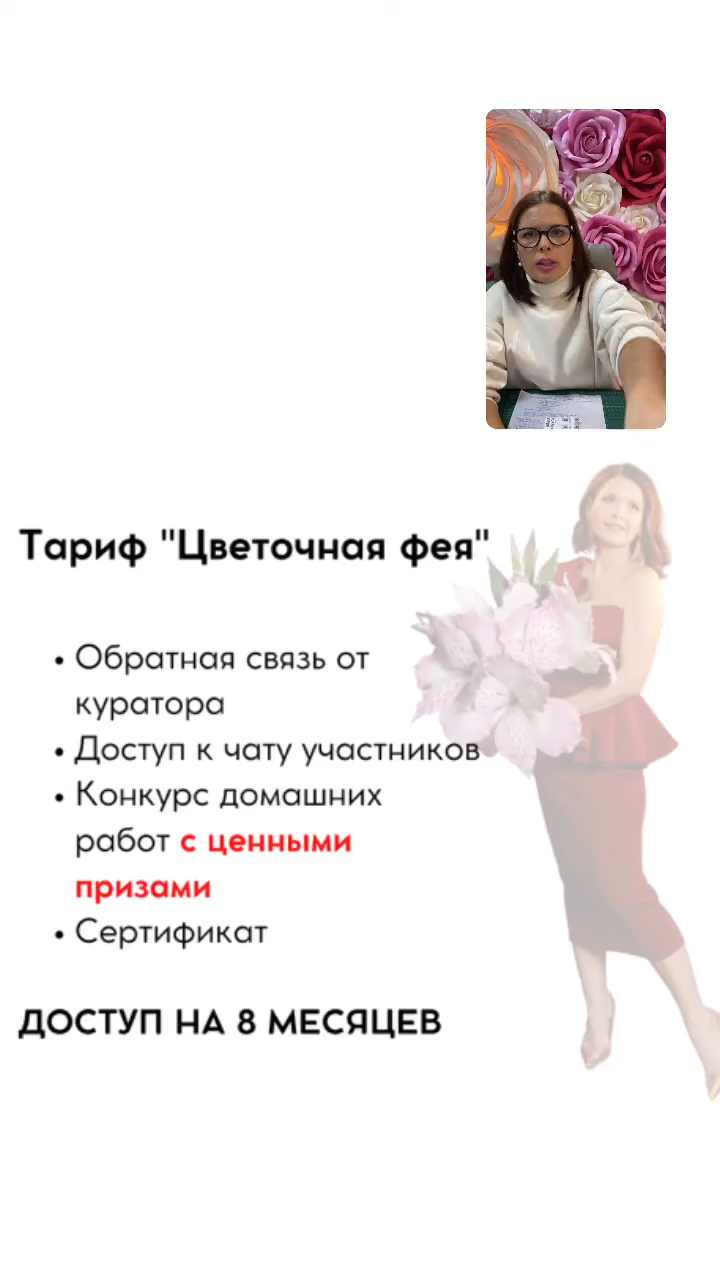 Тариф "Цветочная фея"
• Обратная связь от
куратора
• Доступ к чату участников
• Конкурс домашних
работ с ценными
призами
• Сертификат
ДОСТУП НА 8 МЕСЯЦЕВ